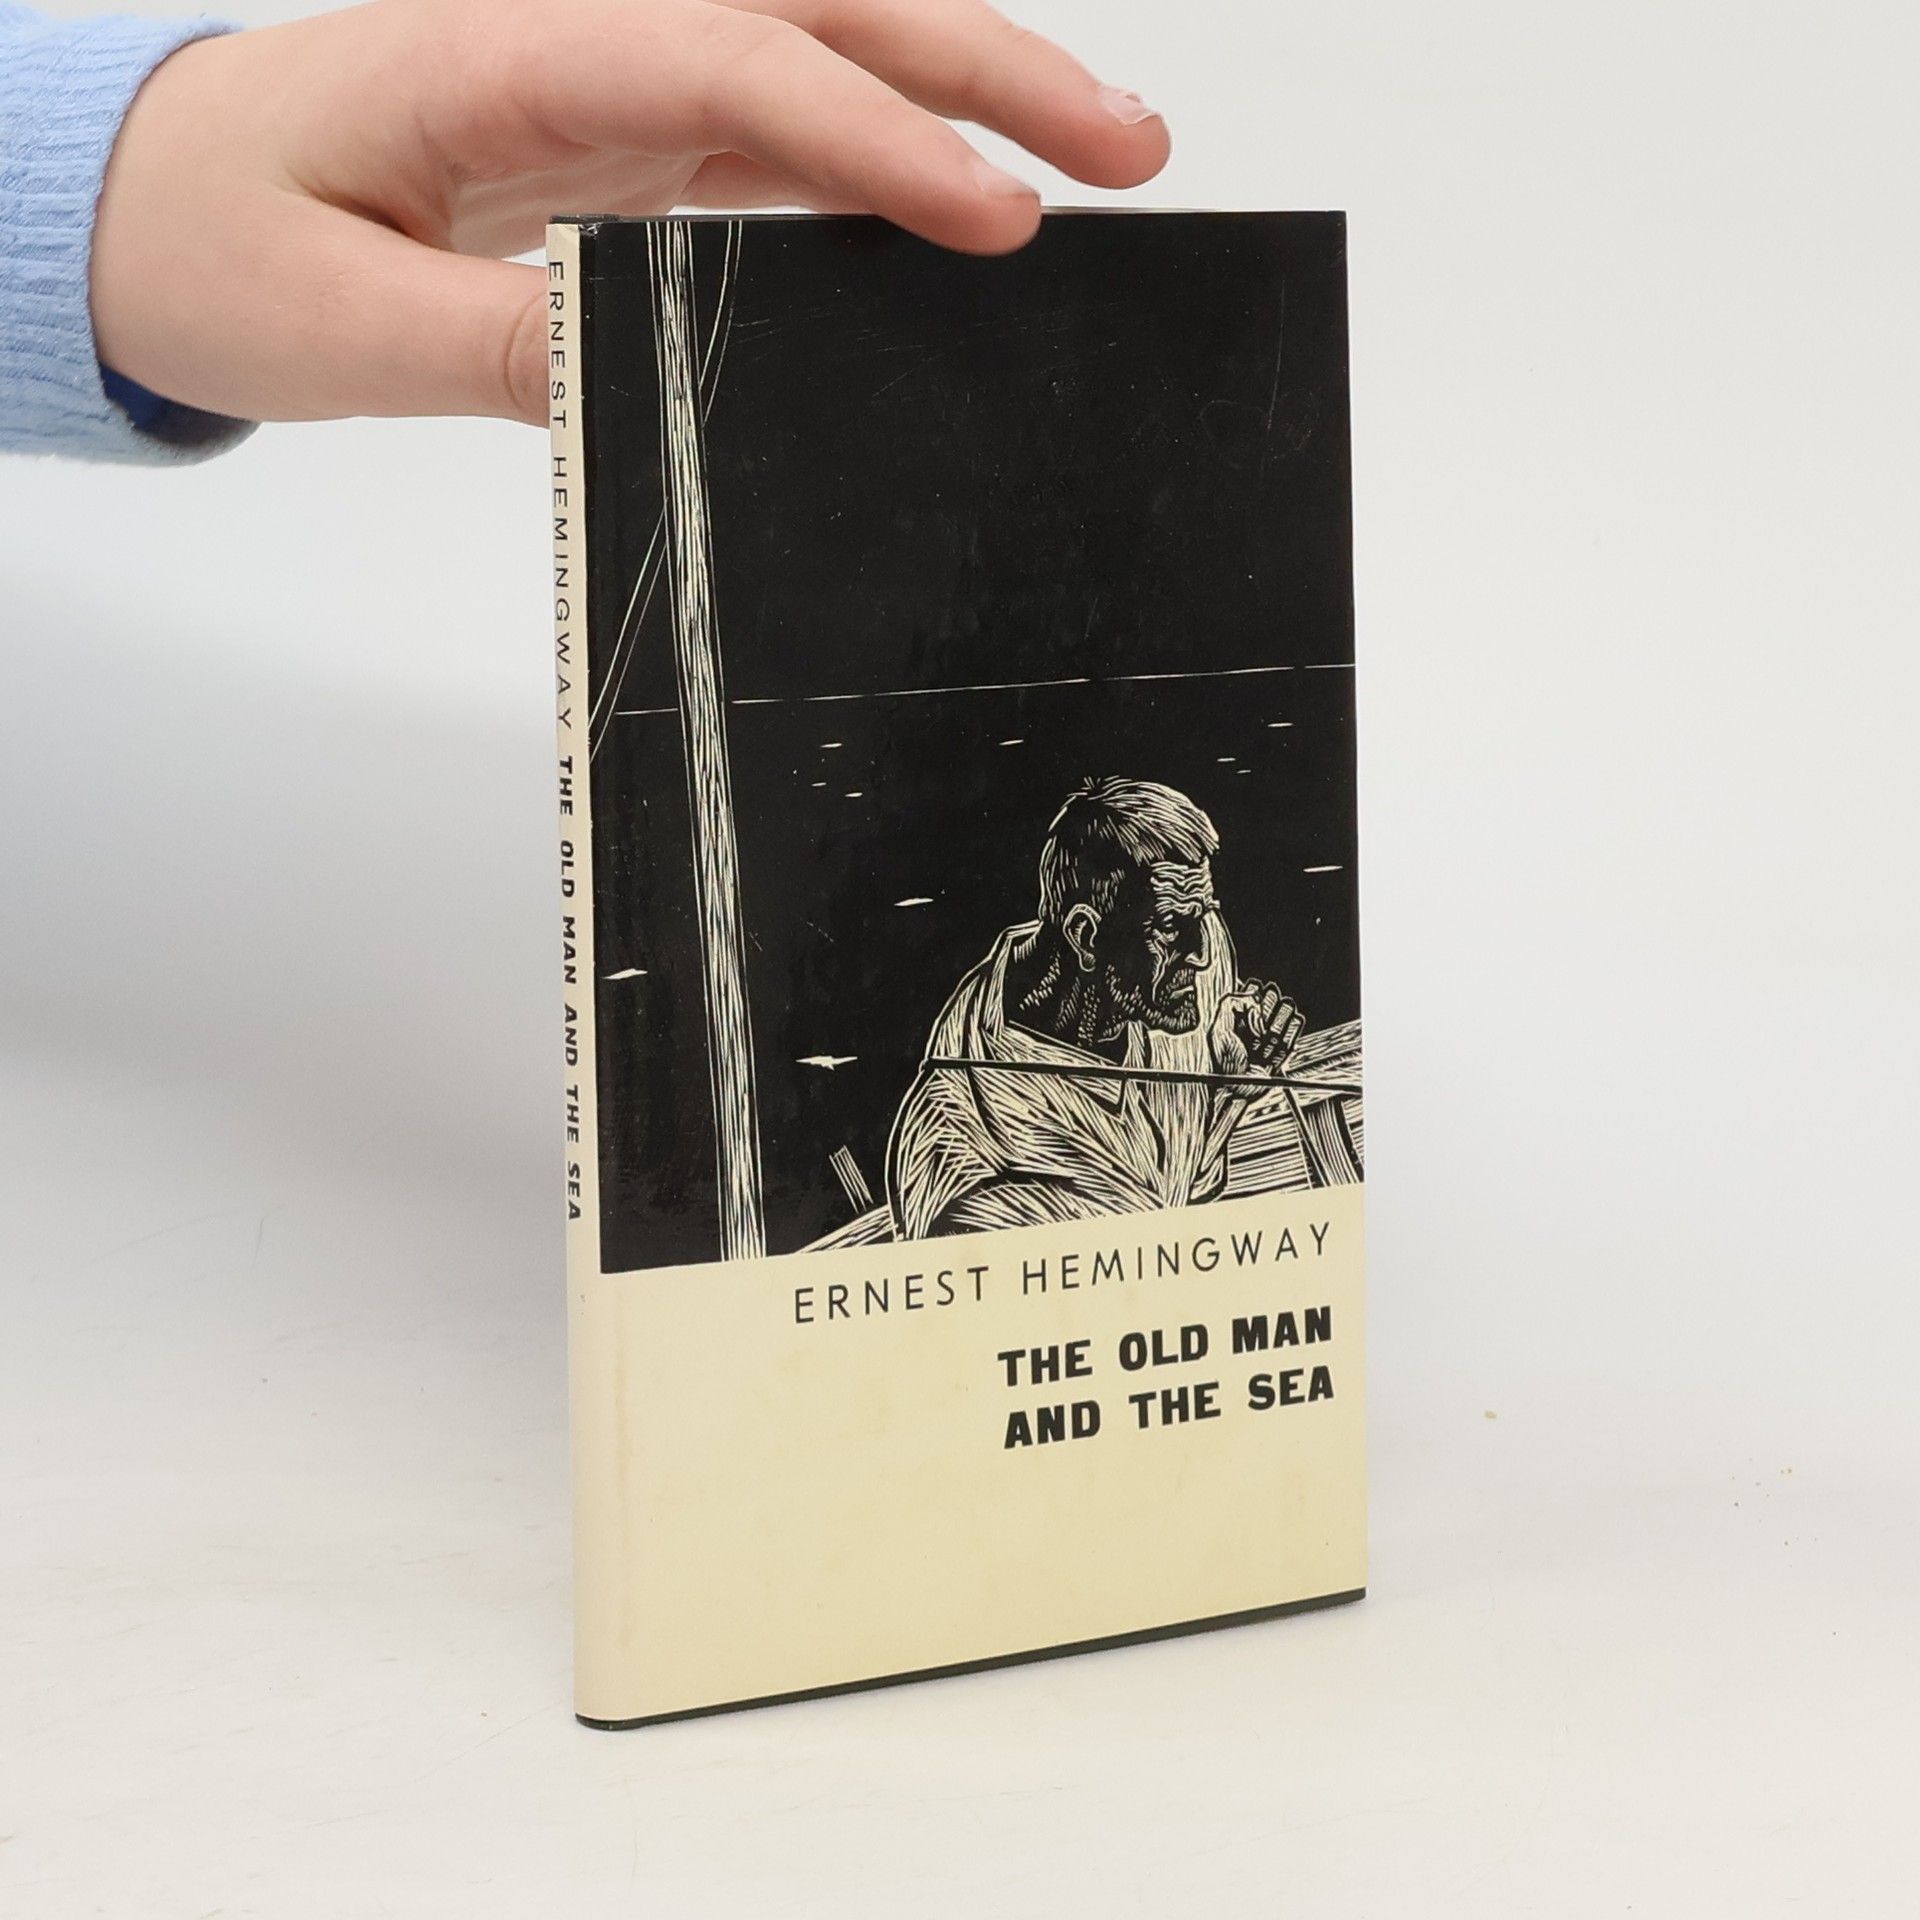 ERNEST HEMINGWAY THE OLD MAN AND THE SEA
ERNEST HEMINGWAY
THE OLD MAN
AND THE SEA